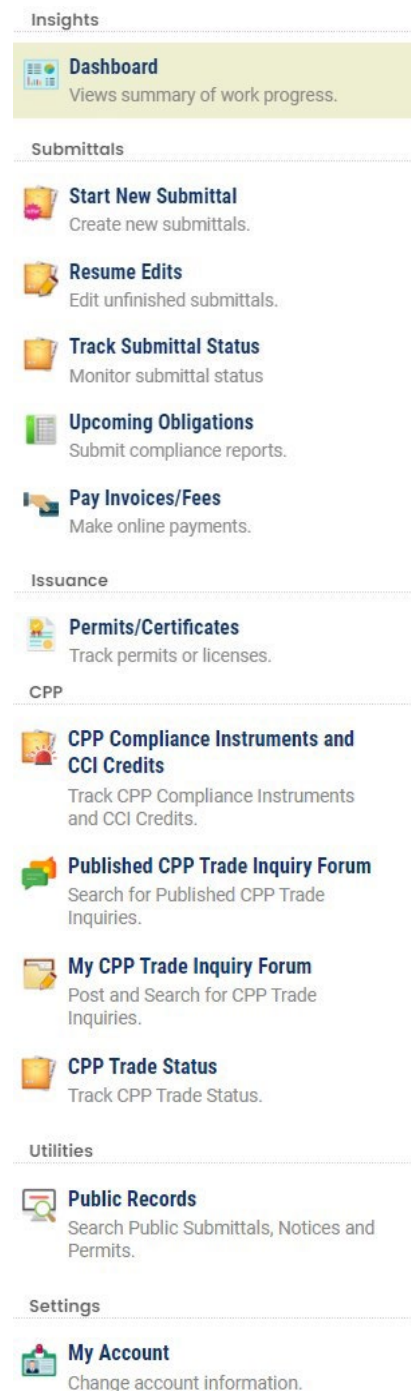 Insights
Dashboard
Views summary of work progress.
Submittals
Start New Submittal
Create new submittals.
Resume Edits
Edit unfinished submittals.
Track Submittal Status
Monitor submittal status
Upcoming Obligations
Submit compliance reports.
Pay Invoices/Fees
Make online payments.
Issuance
Permits/Certificates
Track permits or licenses.
CPP
CPP Compliance Instruments and
CCI Credits
Track CPP Compliance Instruments
and CCI Credits.
Published CPP Trade Inquiry Forum
Search for Published CPP Trade
Inquiries.
My CPP Trade Inquiry Forum
Post and Search for CPP Trade
Inquiries.
CPP Trade Status
Track CPP Trade Status.
Utilities
Public Records
Search Public Submittals, Notices and
Permits.
Settings
My Account
Change account information.